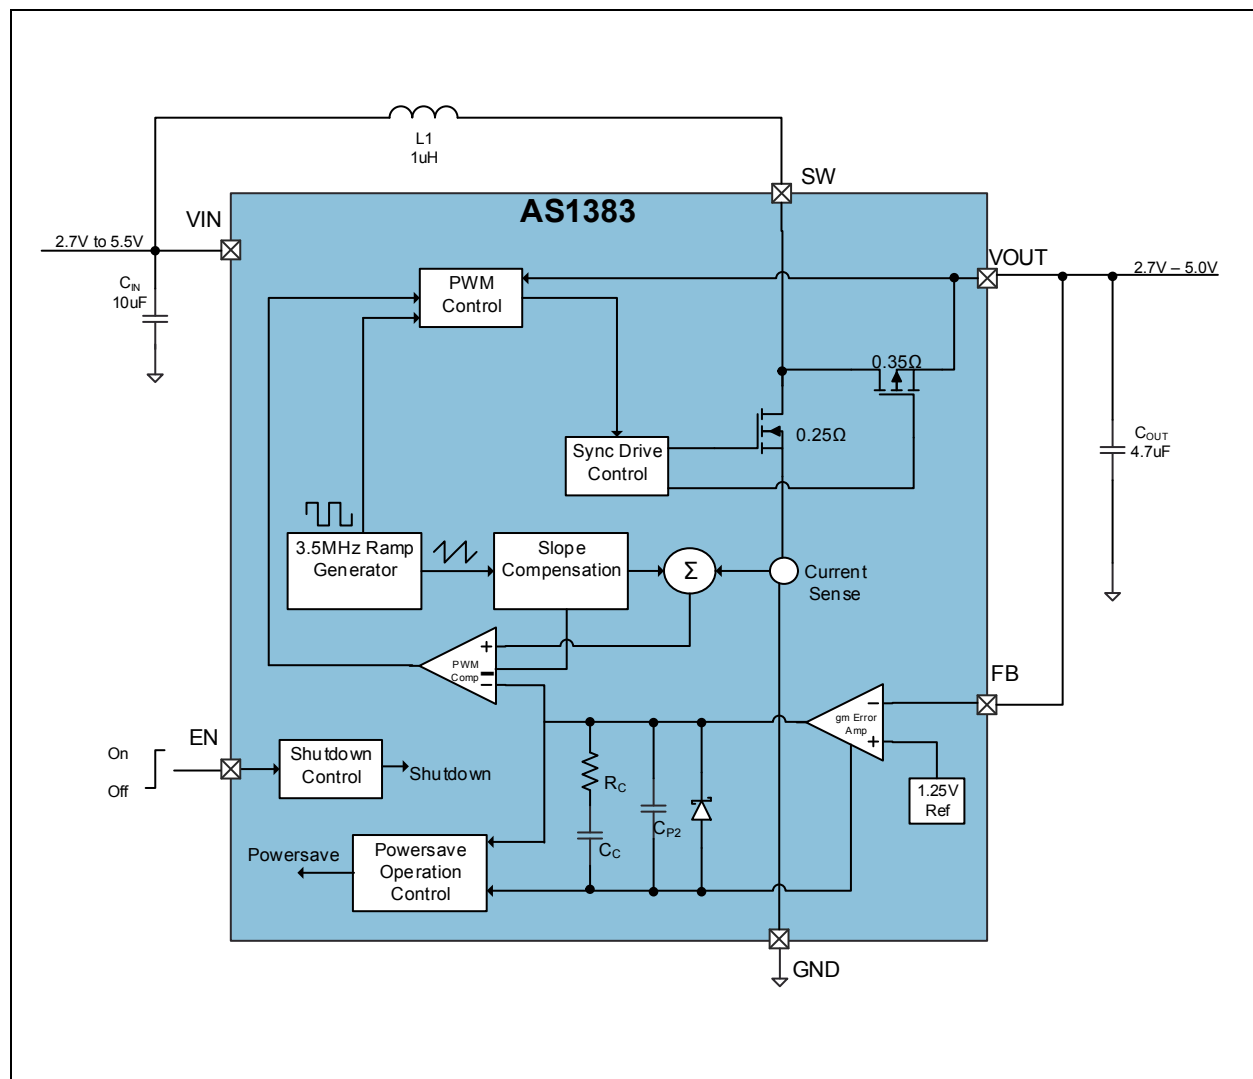 L1
1uH
SW
AS1383
VIN
2.7V to 5.5V
VOUT
2.7V – 5.0V
CIN
10uF
PWM
Control
0.35Ω
0.25Ω
COUT
4.7uF
Sync Drive
Control
3.5MHz Ramp
Generator
Slope
Compensation
Σ
Current
Sense
+
PWM
Comp
−
FB
−
gm Error
Amp
+
EN
On
Off
Shutdown
Control
Shutdown
RC
1.25V
Ref
CP2
CC
Powersave
Powersave
Operation
Control
GND